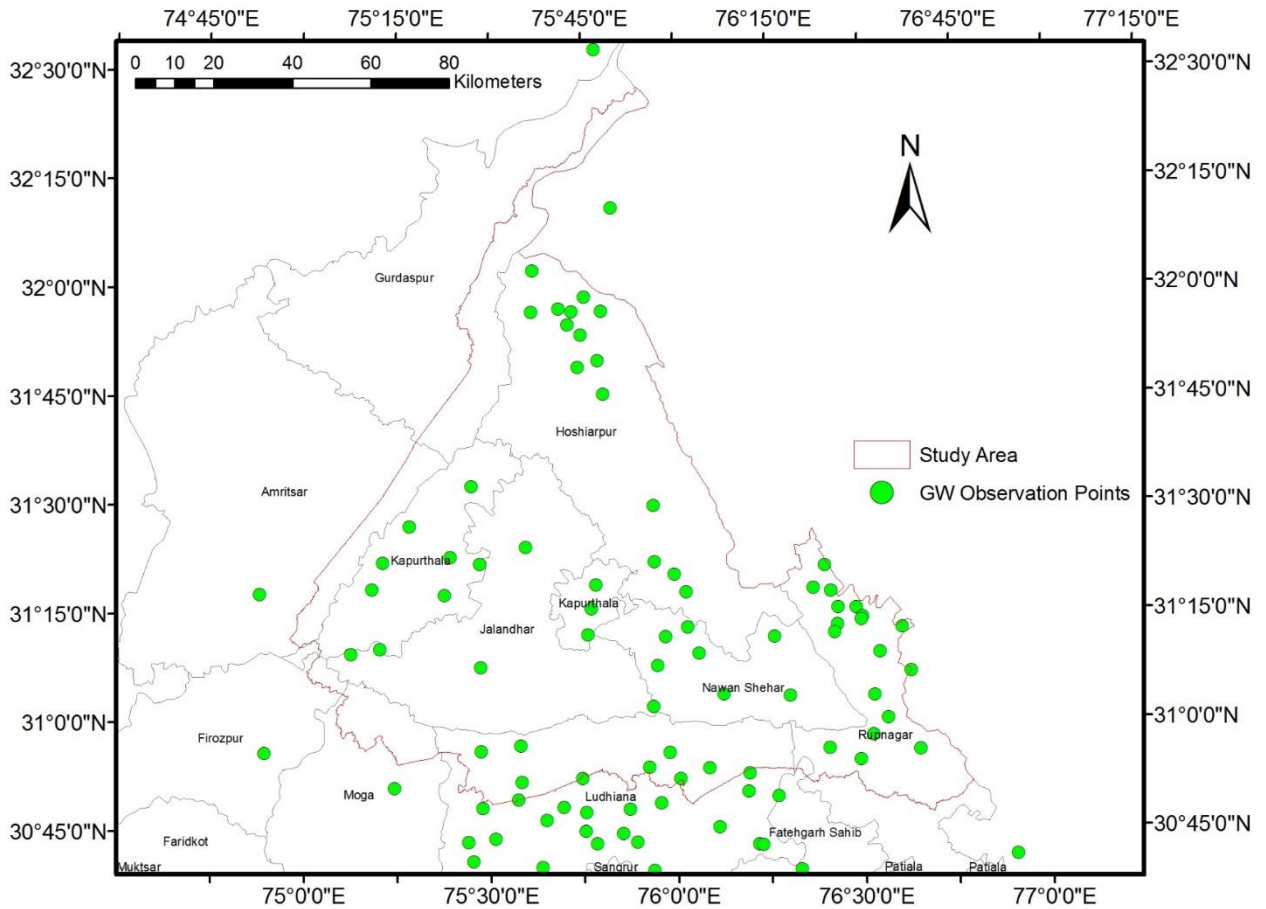 74°45'0"E 75°15'0"E 75°45'0"E 76°15'0"E 76°45'0"E 77°15'0"E
32°30'0"N 0 10 20 40 60 80 Kilometers 32°30'0"N
N
32°15'0"N 32°15'0"N
Gurdaspur
32°0'0"N 32°0'0"N
31°45'0"N 31°45'0"N
Hoshiarpur
Study Area
Amritsar GW Observation Points
31°30'0"N 31°30'0"N
Kapurthala
Kapurthala
31°15'0"N 31°15'0"N
Jalandhar
Nawan Shehar
31°0'0"N 31°0'0"N
Firozpur Rupnagar
Moga Ludhiana
30°45'0"N Fatehgarh Sahib 30°45'0"N
Faridkot
Muktsar Sangrur Patiala Patiala
75°0'0"E 75°30'0"E 76°0'0"E 76°30'0"E 77°0'0"E